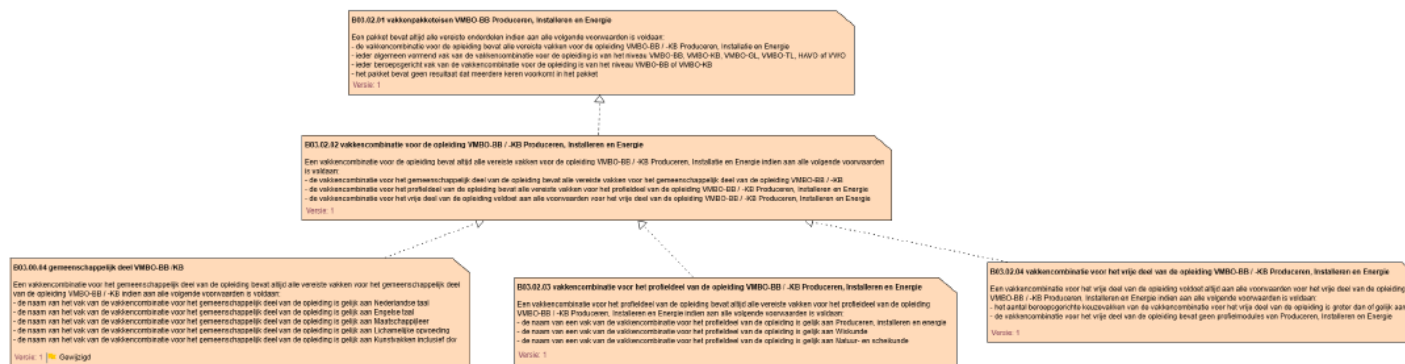 B03.02.01 vakkenpakketeisen VMBO-BB Produceren, Installeren en Energie
Een pakket bevat altijd alle vereiste onderdelen indien aan alle volgende voorwaarden is voldaan:
- de vakkencombinatie voor de opleiding bevat alle vereiste vakken voor de opleiding VMBO-BB / -KB Produceren, Installatie en Energie
- ieder algemeen vormend vak van de vakkencombinatie voor de opleiding is van het niveau VMBO-BB, VMBO-KB, VMBO-GL, VMBO-TL, HAVO of VWO
- ieder beroepsgericht vak van de vakkencombinatie voor de opleiding is van het niveau VMBO-BB of VMBO-KB
- het pakket bevat geen resultaat dat meerdere keren voorkomt in het pakket
Versie: 1
B03.02.02 vakkencombinatie voor de opleiding VMBO-BB / -KB Produceren, Installeren en Energie
Een vakkencombinatie voor de opleiding bevat altijd alle vereiste vakken voor de opleiding VMBO-BB / -KB Produceren, Installatie en Energie indien aan alle volgende voorwaarden
is voldaan:
- de vakkencombinatie voor het gemeenschappelijk deel van de opleiding bevat alle vereiste vakken voor het gemeenschappelijk deel van de opleiding VMBO-BB / -KB
- de vakkencombinatie voor het profieldeel van de opleiding bevat alle vereiste vakken voor het profieldeel van de opleiding VMBO-BB / -KB Produceren, Installeren en Energie
- de vakkencombinatie voor het vrije deel van de opleiding voldoet aan alle voorwaarden voor het vrije deel van de opleiding VMBO-BB / -KB Produceren, Installeren en Energie
Versie: 1
B03.00.04 gemeenschappelijk deel VMBO-BB /KB
Een vakkencombinatie voor het gemeenschappelijk deel van de opleiding bevat altijd alle vereiste vakken voor het gemeenschappelijk deel
van de opleiding VMBO-BB / -KB indien aan alle volgende voorwaarden is voldaan:
- de naam van het vak van de vakkencombinatie voor het gemeenschappelijk deel van de opleiding is gelijk aan Nederlandse taal
- de naam van het vak van de vakkencombinatie voor het gemeenschappelijk deel van de opleiding is gelijk aan Engelse taal
- de naam van het vak van de vakkencombinatie voor het gemeenschappelijk deel van de opleiding is gelijk aan Maatschappijleer
- de naam van het vak van de vakkencombinatie voor het gemeenschappelijk deel van de opleiding is gelijk aan Lichamelijke opvoeding
- de naam van het vak van de vakkencombinatie voor het gemeenschappelijk deel van de opleiding is gelijk aan Kunstvakken inclusief ckv
Versie: 1 Gewijzigd
B03.02.03 vakkencombinatie voor het profieldeel van de opleiding VMBO-BB / -KB Produceren, Installeren en Energie
Een vakkencombinatie voor het profieldeel van de opleiding bevat altijd alle vereiste vakken voor het profieldeel van de opleiding
VMBO-BB / -KB Produceren, Installeren en Energie indien aan alle volgende voorwaarden is voldaan:
- de naam van een vak van de vakkencombinatie voor het profieldeel van de opleiding is gelijk aan Produceren, installeren en energie
- de naam van een vak van de vakkencombinatie voor het profieldeel van de opleiding is gelijk aan Wiskunde
- de naam van een vak van de vakkencombinatie voor het profieldeel van de opleiding is gelijk aan Natuur- en scheikunde
Versie: 1
B03.02.04 vakkencombinatie voor het vrije deel van de opleiding VMBO-BB / -KB Produceren, Installeren en Energie
Een vakkencombinatie voor het vrije deel van de opleiding voldoet altijd aan alle voorwaarden voor het vrije deel van de opleiding
VMBO-BB / -KB Produceren, Installeren en Energie indien aan alle volgende voorwaarden is voldaan:
- het aantal beroepsgerichte keuzevakken van de vakkencombinatie voor het vrije deel van de opleiding is groter dan of gelijk aan
- de vakkencombinatie voor het vrije deel van de opleiding bevat geen profielmodules van Produceren, Installeren en Energie
Versie: 1